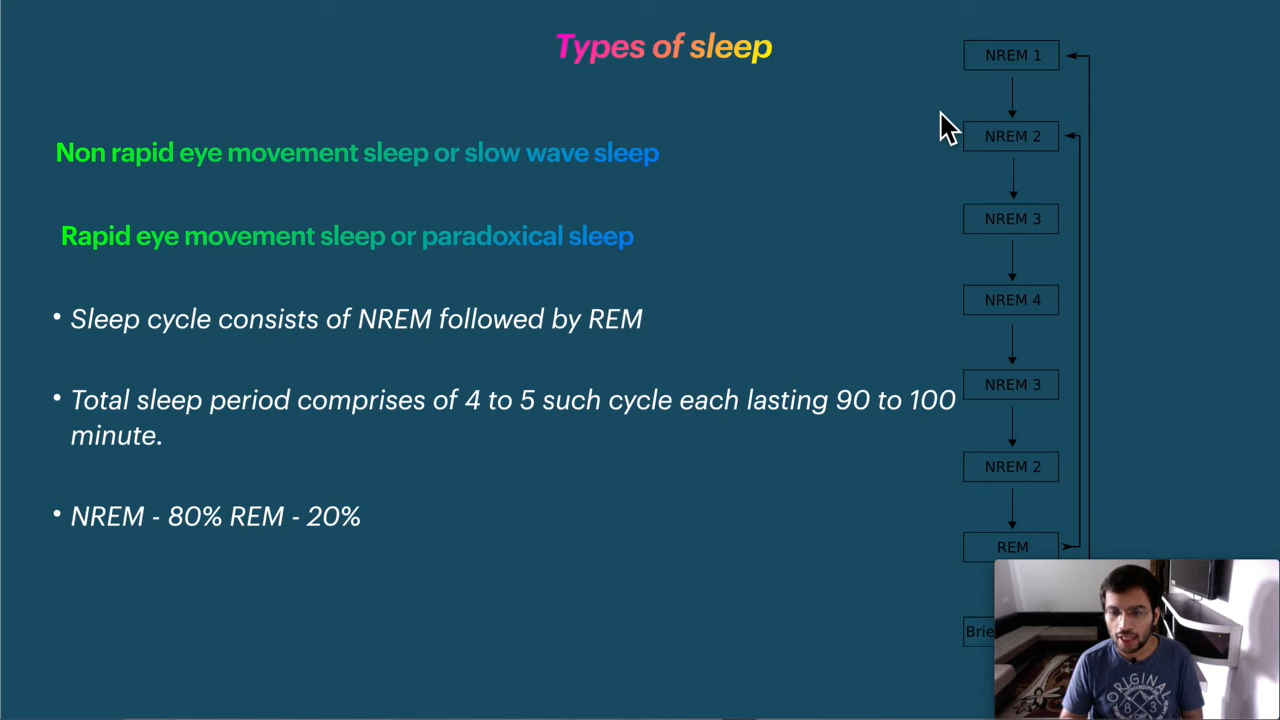 Types of sleep
Non rapid eye movement sleep or slow wave sleep
Rapid eye movement sleep or paradoxical sleep
• Sleep cycle consists of NREM followed by REM
• Total sleep period comprises of 4 to 5 such cycle each lasting 90 to 100
minute.
• NREM - 80% REM - 20%
NREM 1
NREM 2
NREM 3
NREM 4
NREM 3
NREM 2
REM
ORIGINAL
8 3